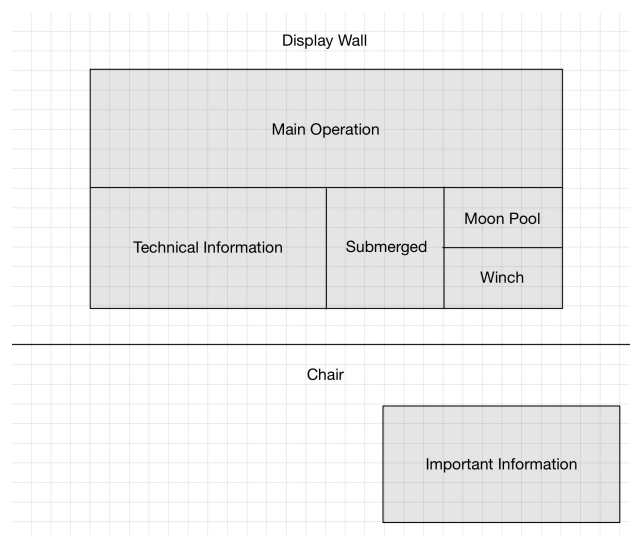 Display Wall
Main Operation
Technical Information
Submerged
Moon Pool
Winch
Chair
Important Information